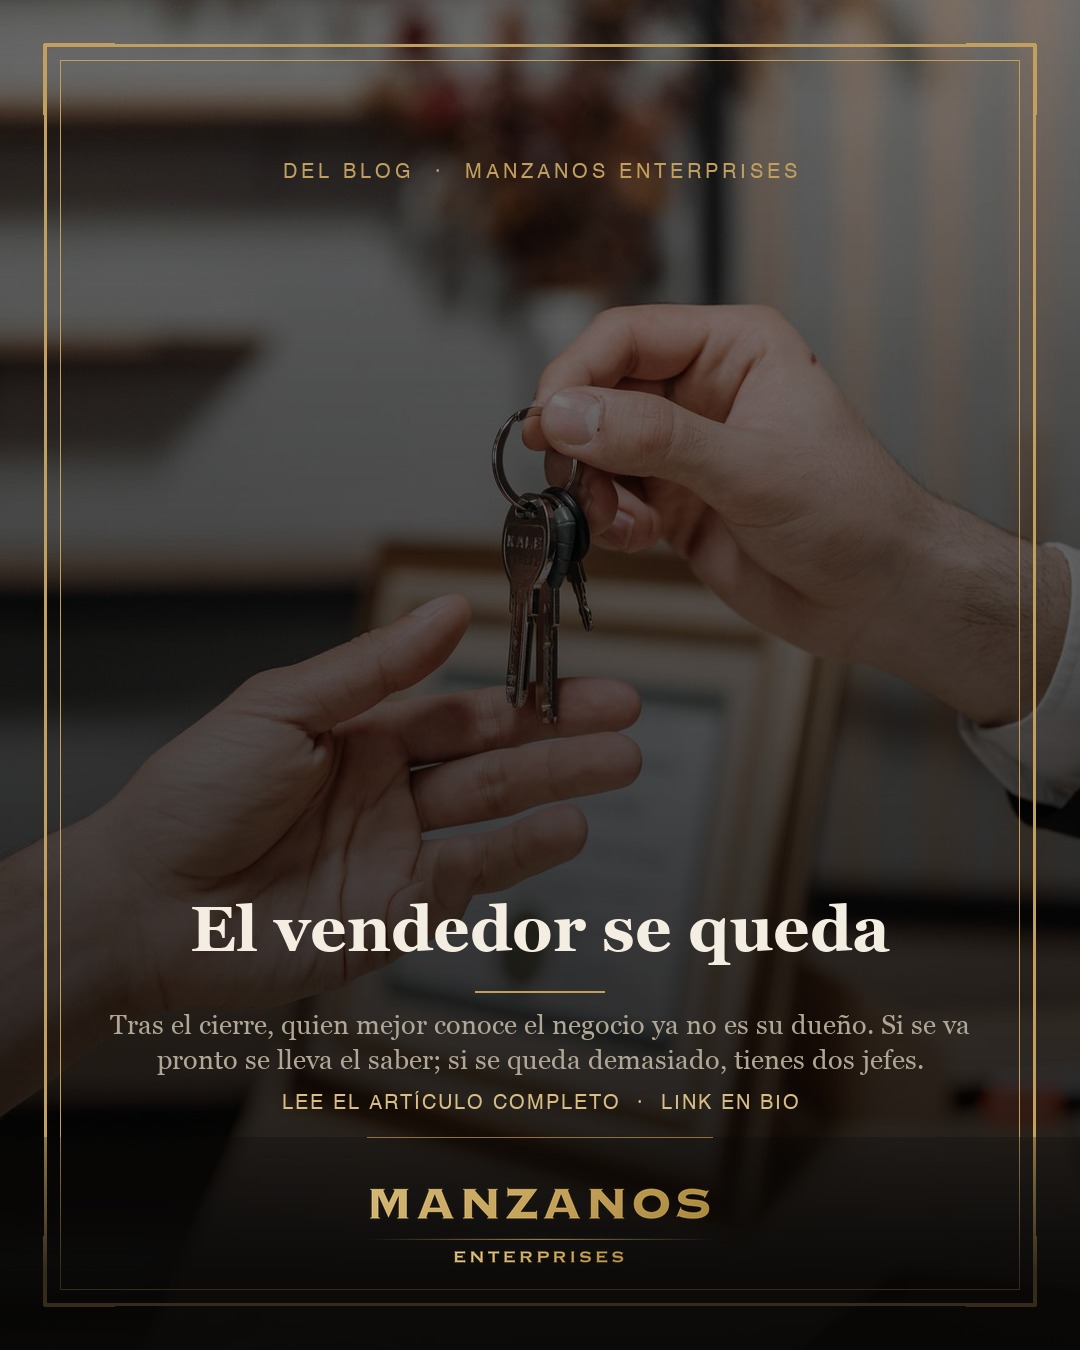 DEL BLOG · MANZANOS ENTERPRISES
KALE
El vendedor se queda
Tras el cierre, quien mejor conoce el negocio ya no es su dueño. Si se va
pronto se lleva el saber; si se queda demasiado, tienes dos jefes.
LEE EL ARTÍCULO COMPLETO · LINK EN BIO
MANZANOS
ENTERPRISES